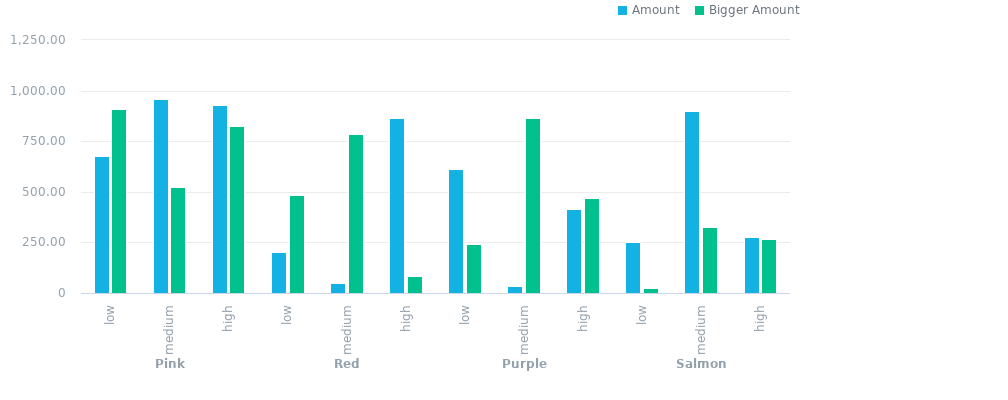 Amount Bigger Amount
1,250.00
1,000.00
750.00
500.00
250.00
0
low medium high low medium high low medium high low medium high
Pink Red Purple Salmon